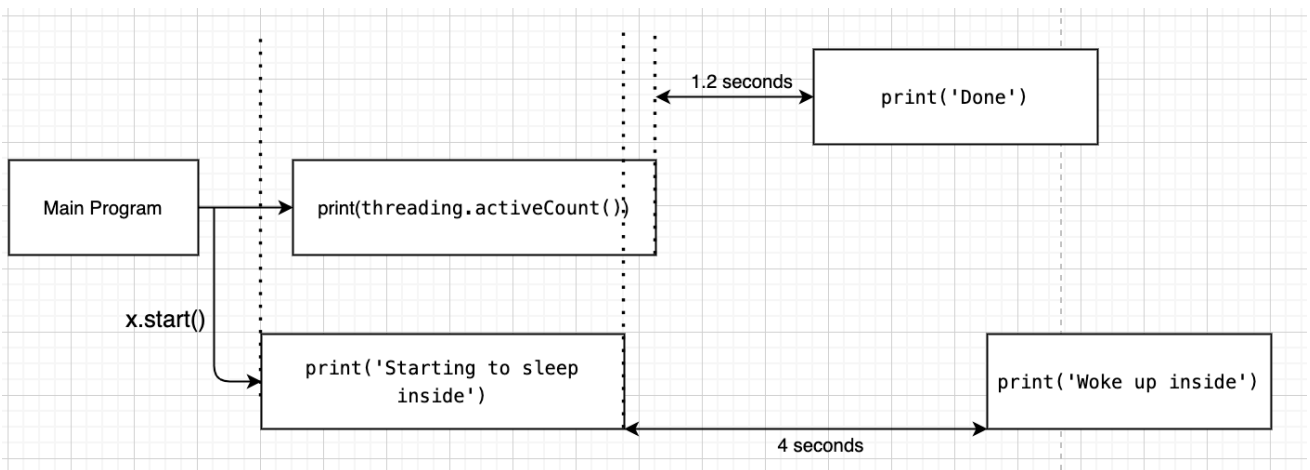 1.2 seconds
print('Done')
Main Program
print(threading.activeCount())
x.start()
print('Starting to sleep
inside')
print('Woke up inside')
4 seconds